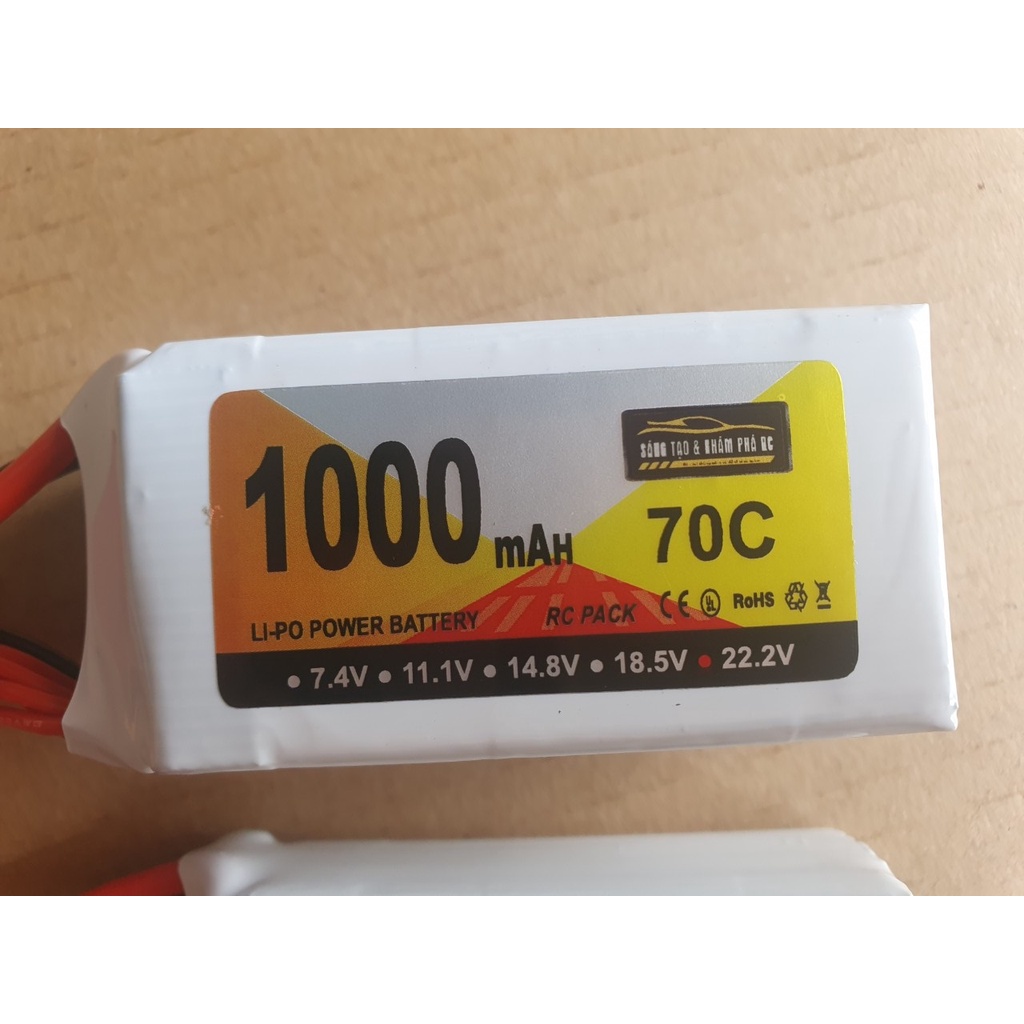 SÁNG TẠO & KHÁM PHÁ RC
1000 mAH
70C
LI-PO POWER BATTERY RC PACK CE UL RoHS
7.4V 11.1V 14.8V 18.5V 22.2V